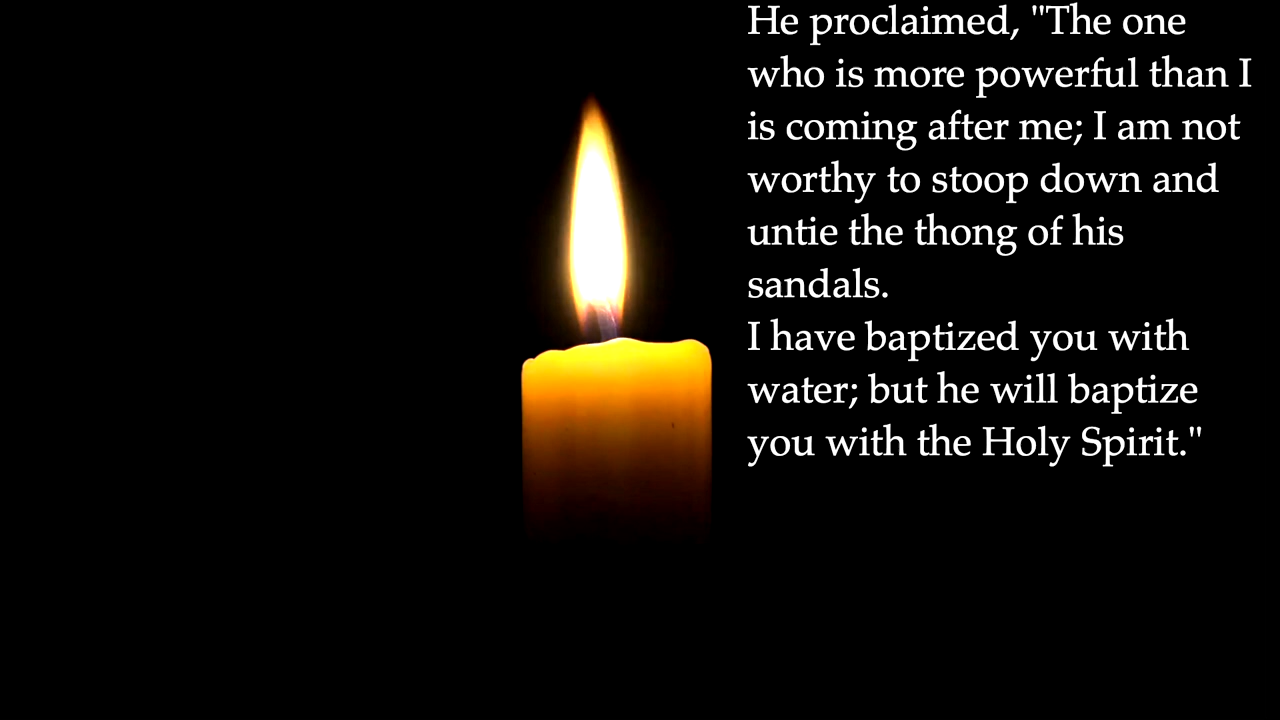 He proclaimed, "The one
who is more powerful than I
is coming after me; I am not
worthy to stoop down and
untie the thong of his
sandals.
I have baptized you with
water; but he will baptize
you with the Holy Spirit."